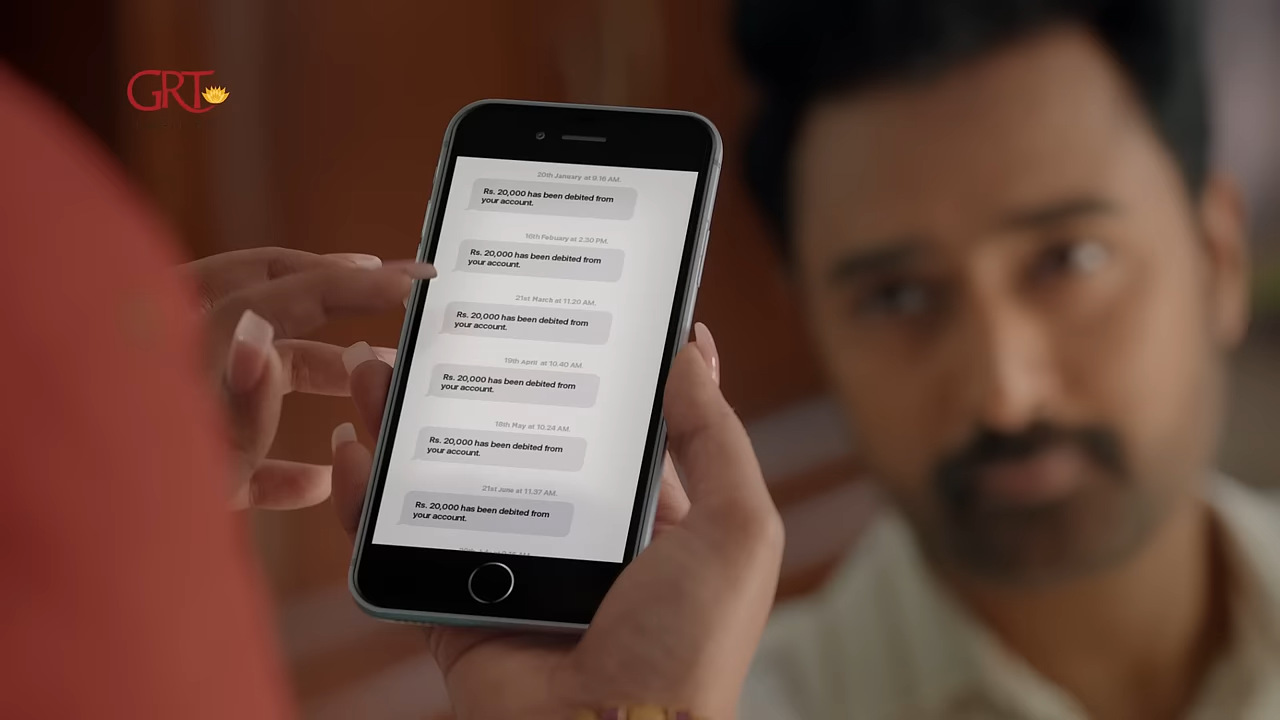 GRT
20th January at 9.16 AM.
Rs. 20,000 has been debited from
your account.
10th February at 2.30 PM.
Rs. 20,000 has been debited from
your account.
21st March at 11.20 AM.
Rs. 20,000 has been debited from
your account.
19th April at 10.40 AM.
Rs. 20,000 has been debited from
your account.
18th May at 10.24 AM.
Rs. 20,000 has been debited from
your account.
21st June at 11.37 AM.
Rs. 20,000 has been debited from
your account.